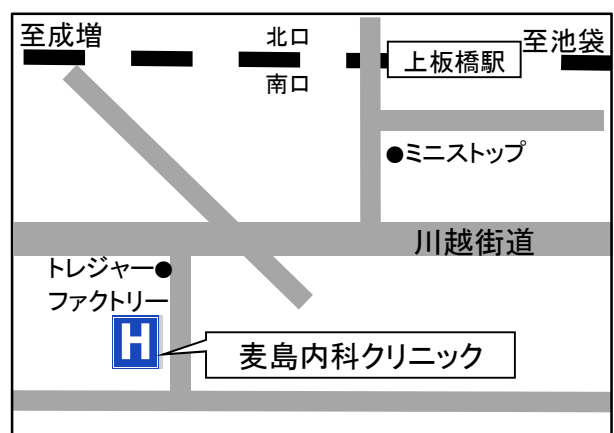 至成増
北口
至池袋
上板橋駅
南口
●ミニストップ
川越街道
トレジャー●
ファクトリー
H
麦島内科クリニック